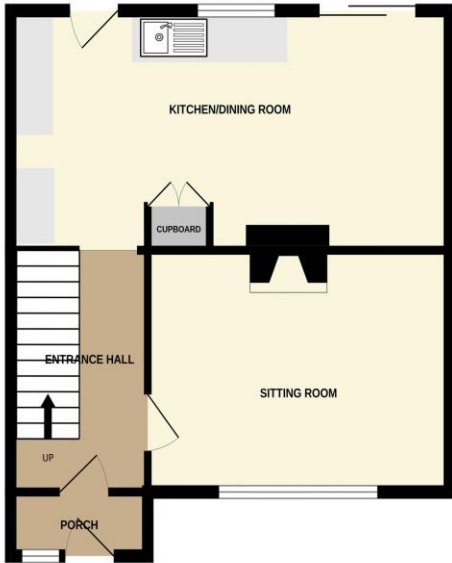 KITCHEN/DINING ROOM
CUPBOARD
ENTRANCE HALL
SITTING ROOM
UP
PORCH